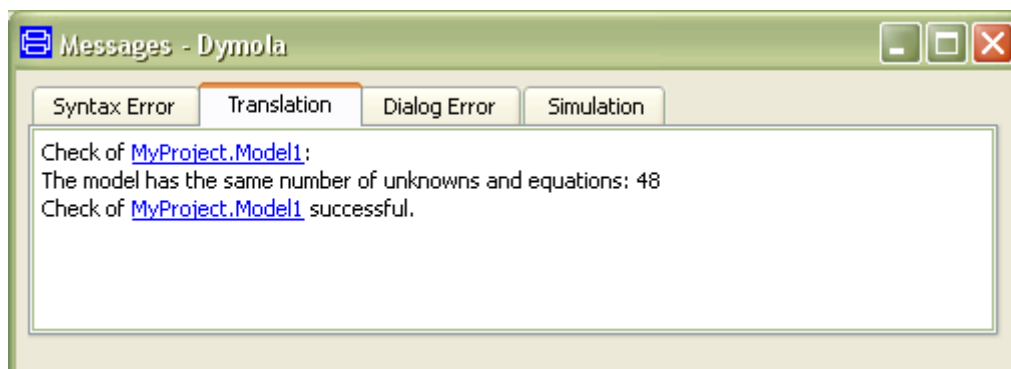 Messages - Dymola
Syntax Error Translation Dialog Error Simulation
Check of MyProject.Model1:
The model has the same number of unknowns and equations: 48
Check of MyProject.Model1 successful.